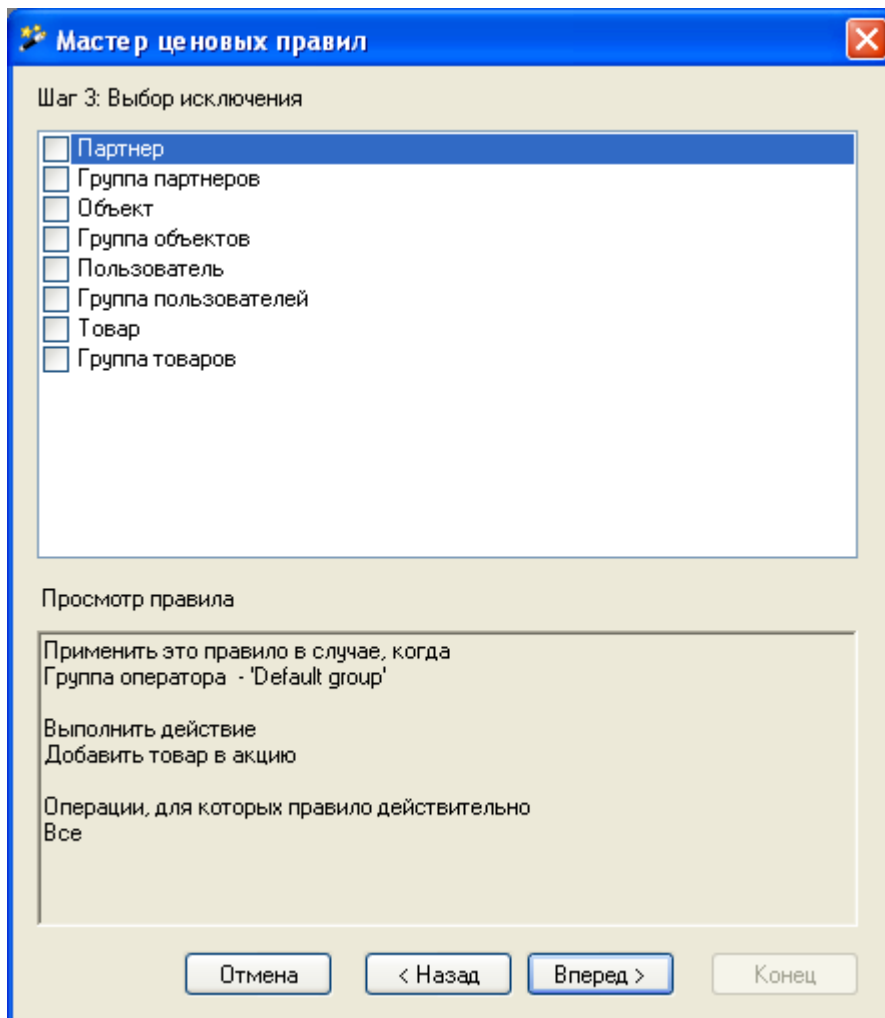 Мастер ценовых правил
Шаг 3: Выбор исключения
Партнер
Группа партнеров
Объект
Группа объектов
Пользователь
Группа пользователей
Товар
Группа товаров
Просмотр правила
Применить это правило в случае, когда
Группа оператора - 'Default group'
Выполнить действие
Добавить товар в акцию
Операции, для которых правило действительно
Все
Отмена < Назад Вперед > Конец